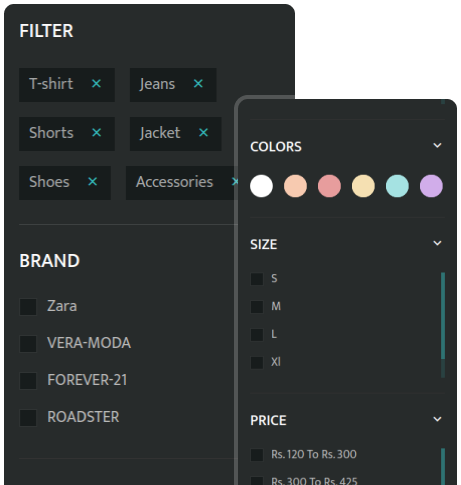 FILTER
T-shirt ×
Jeans ×
Shorts ×
Jacket ×
Shoes ×
Accessories ×
BRAND
Zara
VERA-MODA
FOREVER-21
ROADSTER
COLORS
SIZE
S
M
L
Xl
PRICE
Rs. 120 To Rs. 300
Rs. 300 To Rs. 425